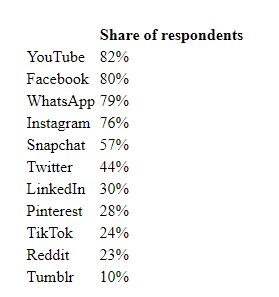 Share of respondents
YouTube 82%
Facebook 80%
WhatsApp 79%
Instagram 76%
Snapchat 57%
Twitter 44%
LinkedIn 30%
Pinterest 28%
TikTok 24%
Reddit 23%
Tumblr 10%